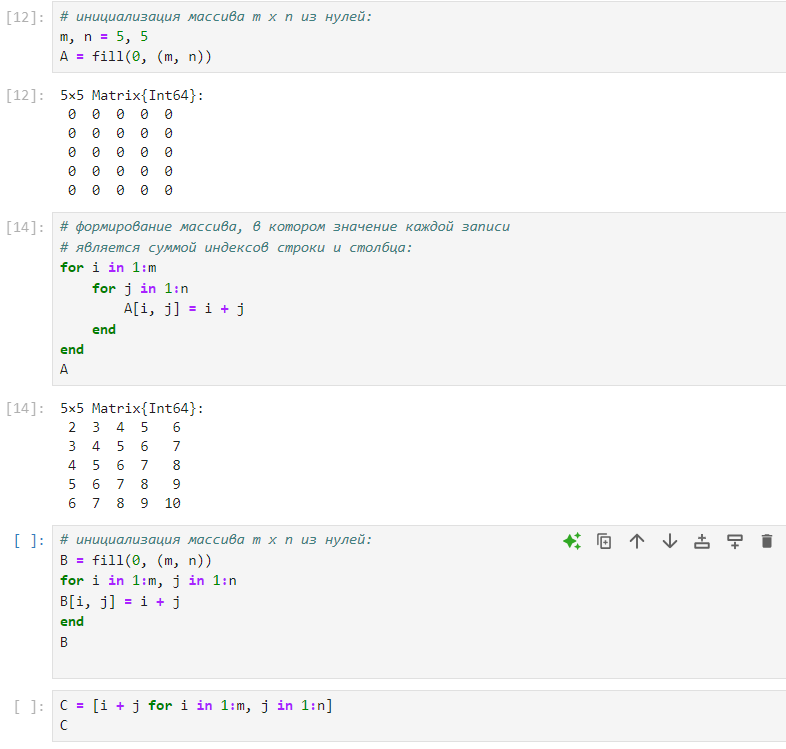 [12]: # инициализация массива m x n из нулей:
m, n = 5, 5
A = fill(0, (m, n))
[12]: 5×5 Matrix{Int64}:
0 0 0 0 0
0 0 0 0 0
0 0 0 0 0
0 0 0 0 0
0 0 0 0 0
[14]: # формирование массива, в котором значение каждой записи
# является суммой индексов строки и столбца:
for i in 1:m
    for j in 1:n
        A[i, j] = i + j
    end
end
A
[14]: 5×5 Matrix{Int64}:
2 3 4 5 6
3 4 5 6 7
4 5 6 7 8
5 6 7 8 9
6 7 8 9 10
[ ]: # инициализация массива m x n из нулей:
B = fill(0, (m, n))
for i in 1:m, j in 1:n
B[i, j] = i + j
end
B
[ ]: C = [i + j for i in 1:m, j in 1:n]
C